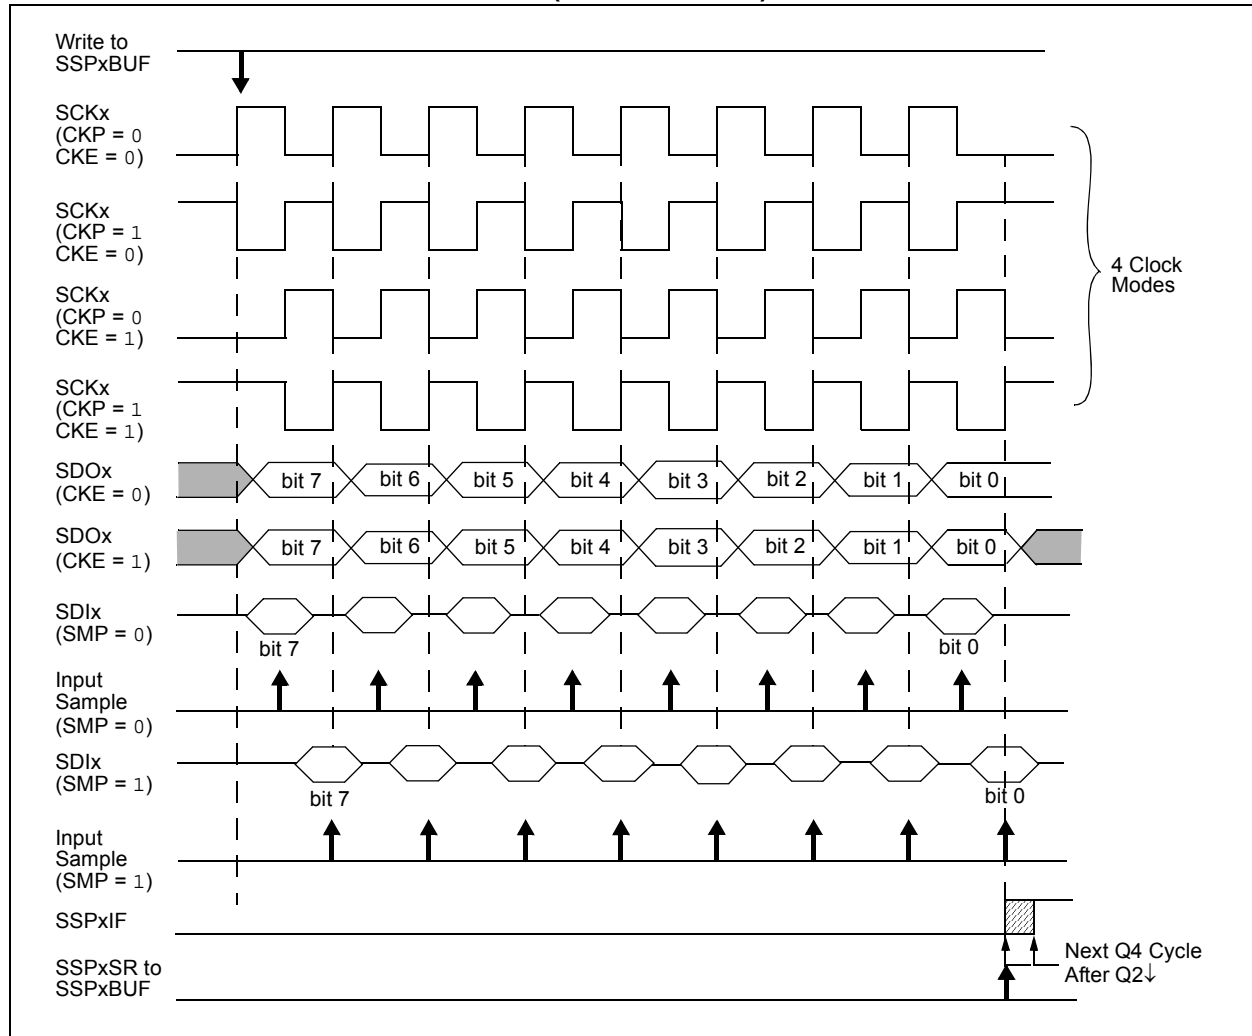 Write to
SSPxBUF
SCKx
(CKP = 0
CKE = 0)
SCKx
(CKP = 1
CKE = 0)
SCKx
(CKP = 0
CKE = 1)
SCKx
(CKP = 1
CKE = 1)
4 Clock
Modes
SDOx
(CKE = 0)
bit 7 bit 6 bit 5 bit 4 bit 3 bit 2 bit 1 bit 0
SDOx
(CKE = 1)
bit 7 bit 6 bit 5 bit 4 bit 3 bit 2 bit 1 bit 0
SDIx
(SMP = 0)
bit 7 bit 0
Input
Sample
(SMP = 0)
SDIx
(SMP = 1)
bit 7 bit 0
Input
Sample
(SMP = 1)
SSPxIF
SSPxSR to
SSPxBUF
Next Q4 Cycle
After Q2↓